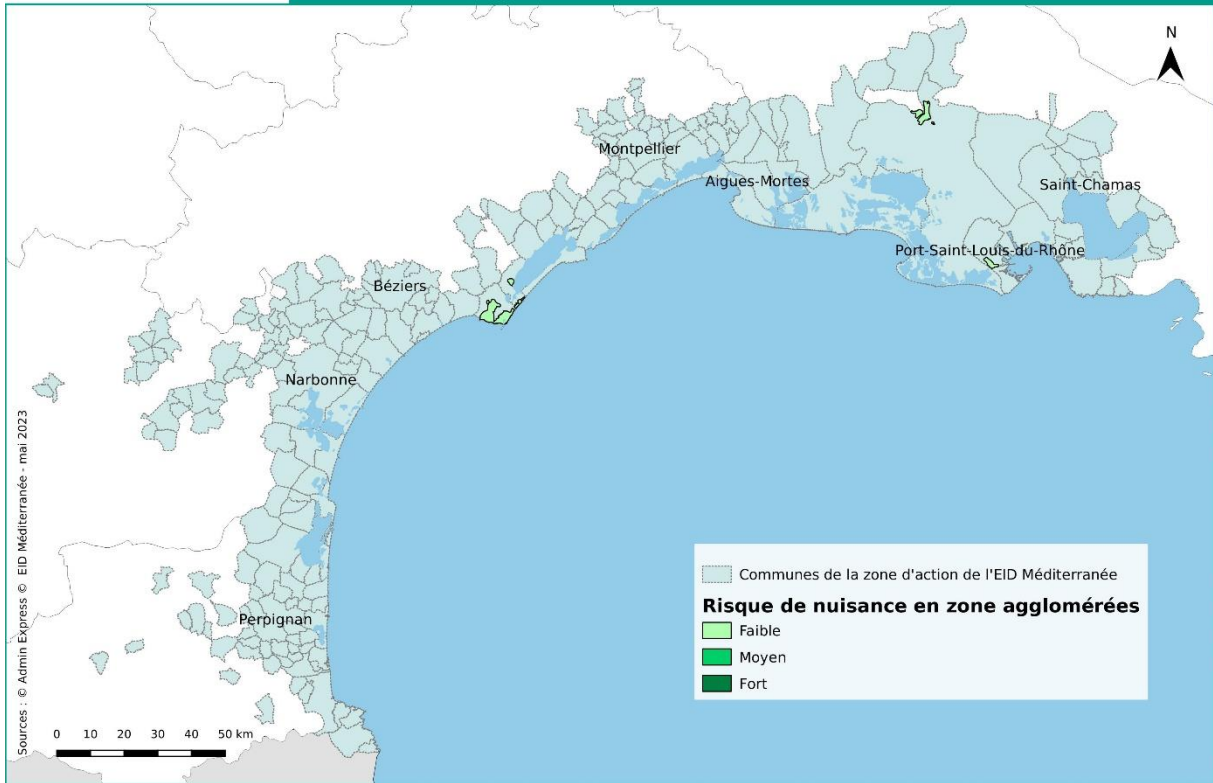 N
Montpellier
Aigues-Mortes
Saint-Chamas
Port-Saint-Louis-du-Rhône
Béziers
Narbonne
Perpignan
Communes de la zone d'action de l'EID Méditerranée
Risque de nuisance en zone agglomérées
Faible
Moyen
Fort
0 10 20 30 40 50 km
Sources : © Admin Express © EID Méditerranée - mai 2023